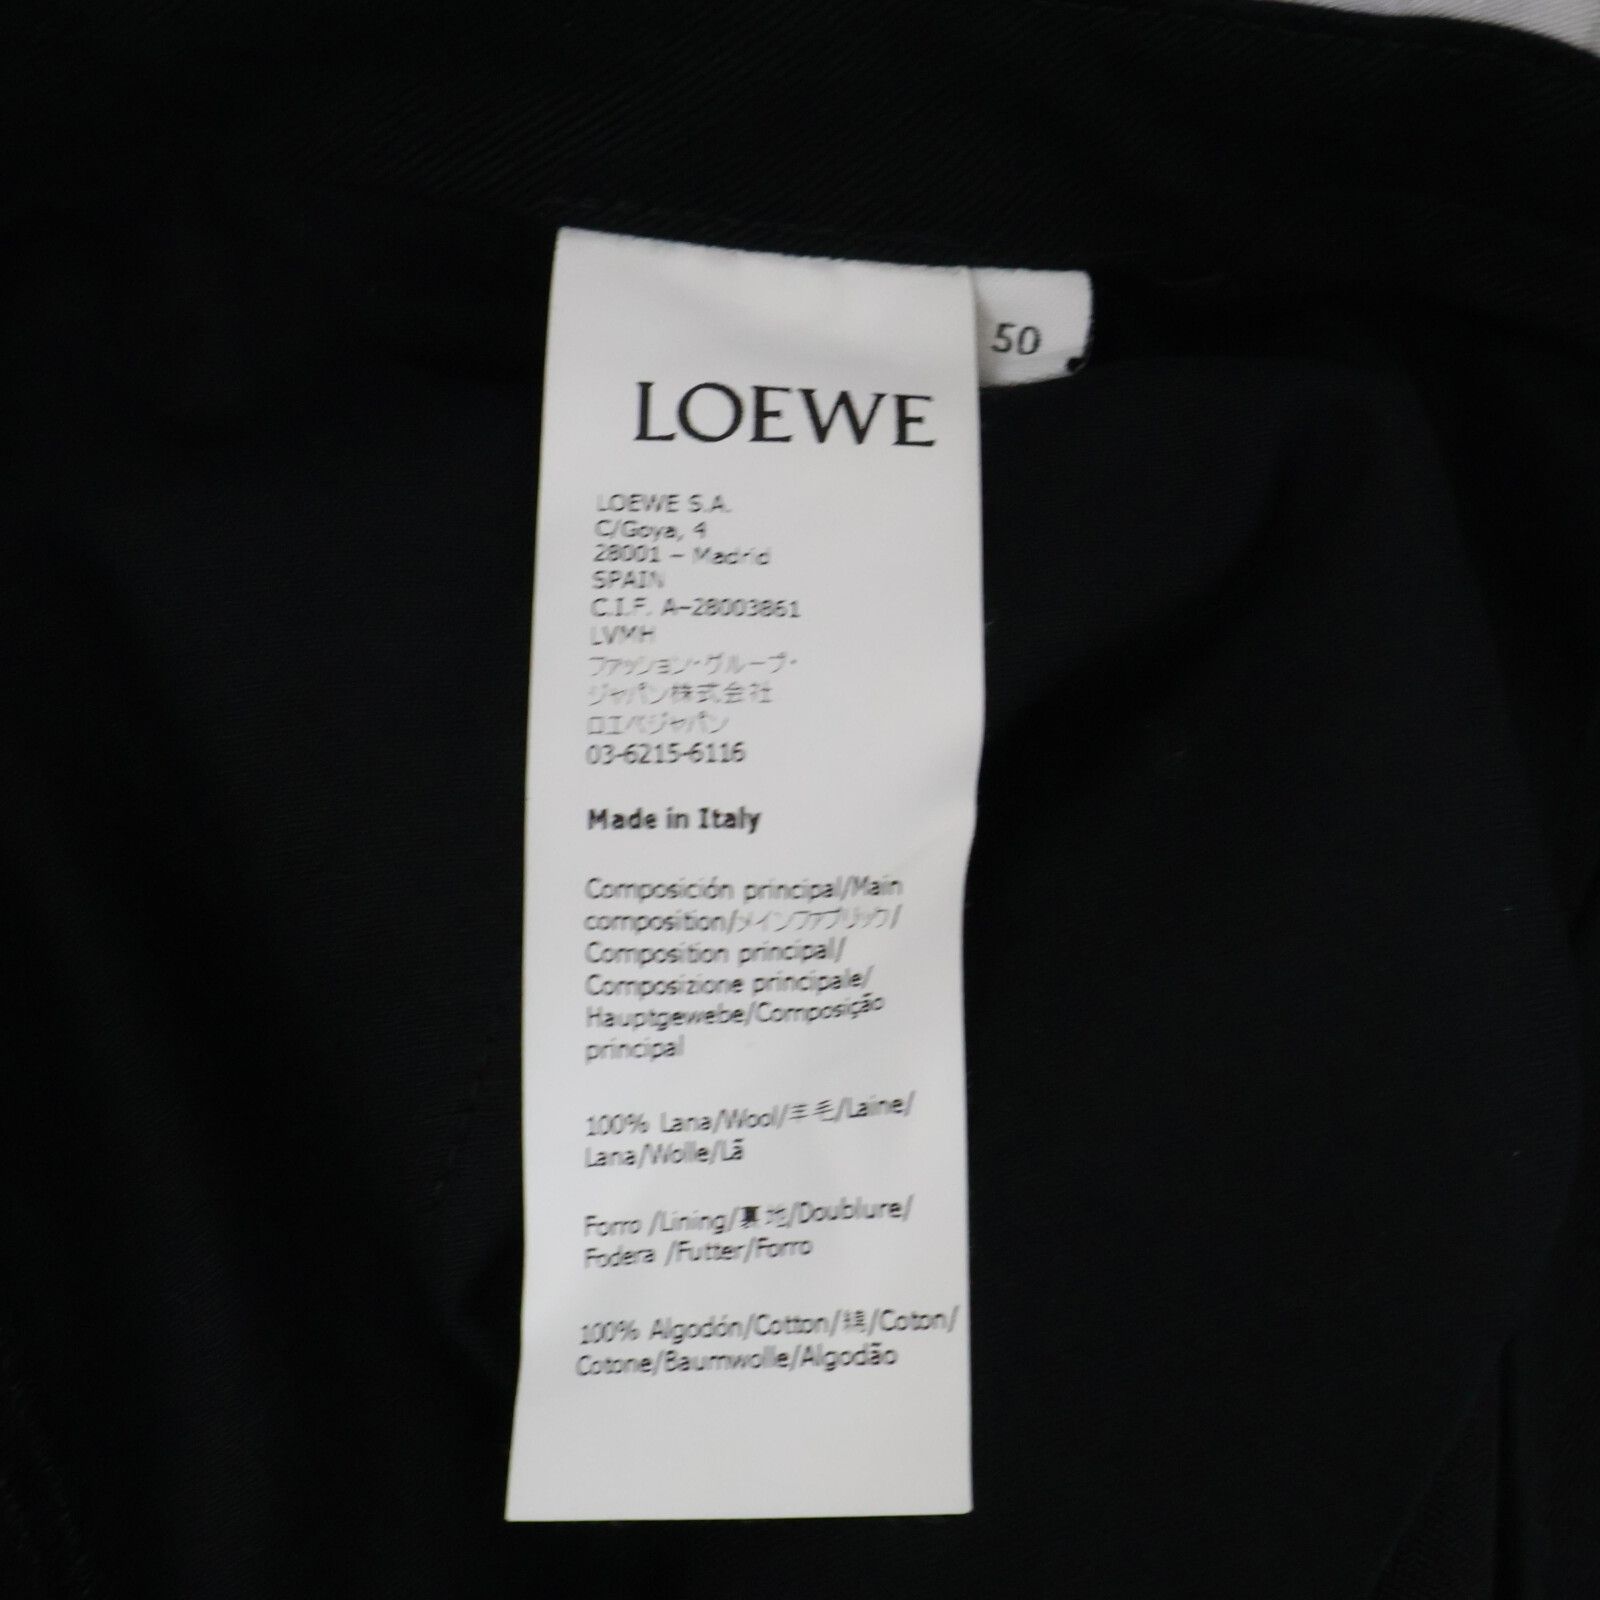 50
LOEWE
LOEWE S.A.
C/Goya, 4
28001 – Madrid
SPAIN
C.I.F. A-28003861
LVMH
ファッション・グループ・
ジャパン株式会社
ロエベジャパン
03-6215-6116
Made in Italy
Composición principal/Main
composition/メインファブリック/
Composition principal/
Composizione principale/
Hauptgewebe/Composição
principal
100% Lana/Wool/羊毛/Laine/
Lana/Wolle/Lã
Forro /Lining/裏地/Doublure/
Fodera /Futter/Forro
100% Algodón/Cotton/綿/Coton/
Cotone/Baumwolle/Algodão